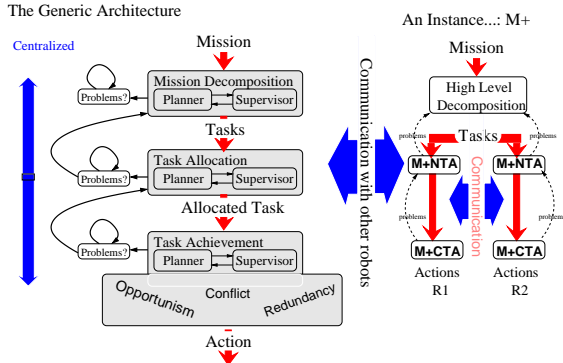 The Generic Architecture
Centralized
Mission
Mission Decomposition
Planner
Supervisor
Problems?
Tasks
Task Allocation
Planner
Supervisor
Problems?
Allocated Task
Task Achievement
Planner
Supervisor
Problems?
Opportunism
Conflict
Redundancy
Action
Communication with other robots
An Instance...: M+
Mission
High Level
Decomposition
problems
problems
Tasks
M+NTA
M+NTA
Communication
problems
problems
M+CTA
M+CTA
Actions
R1
Actions
R2